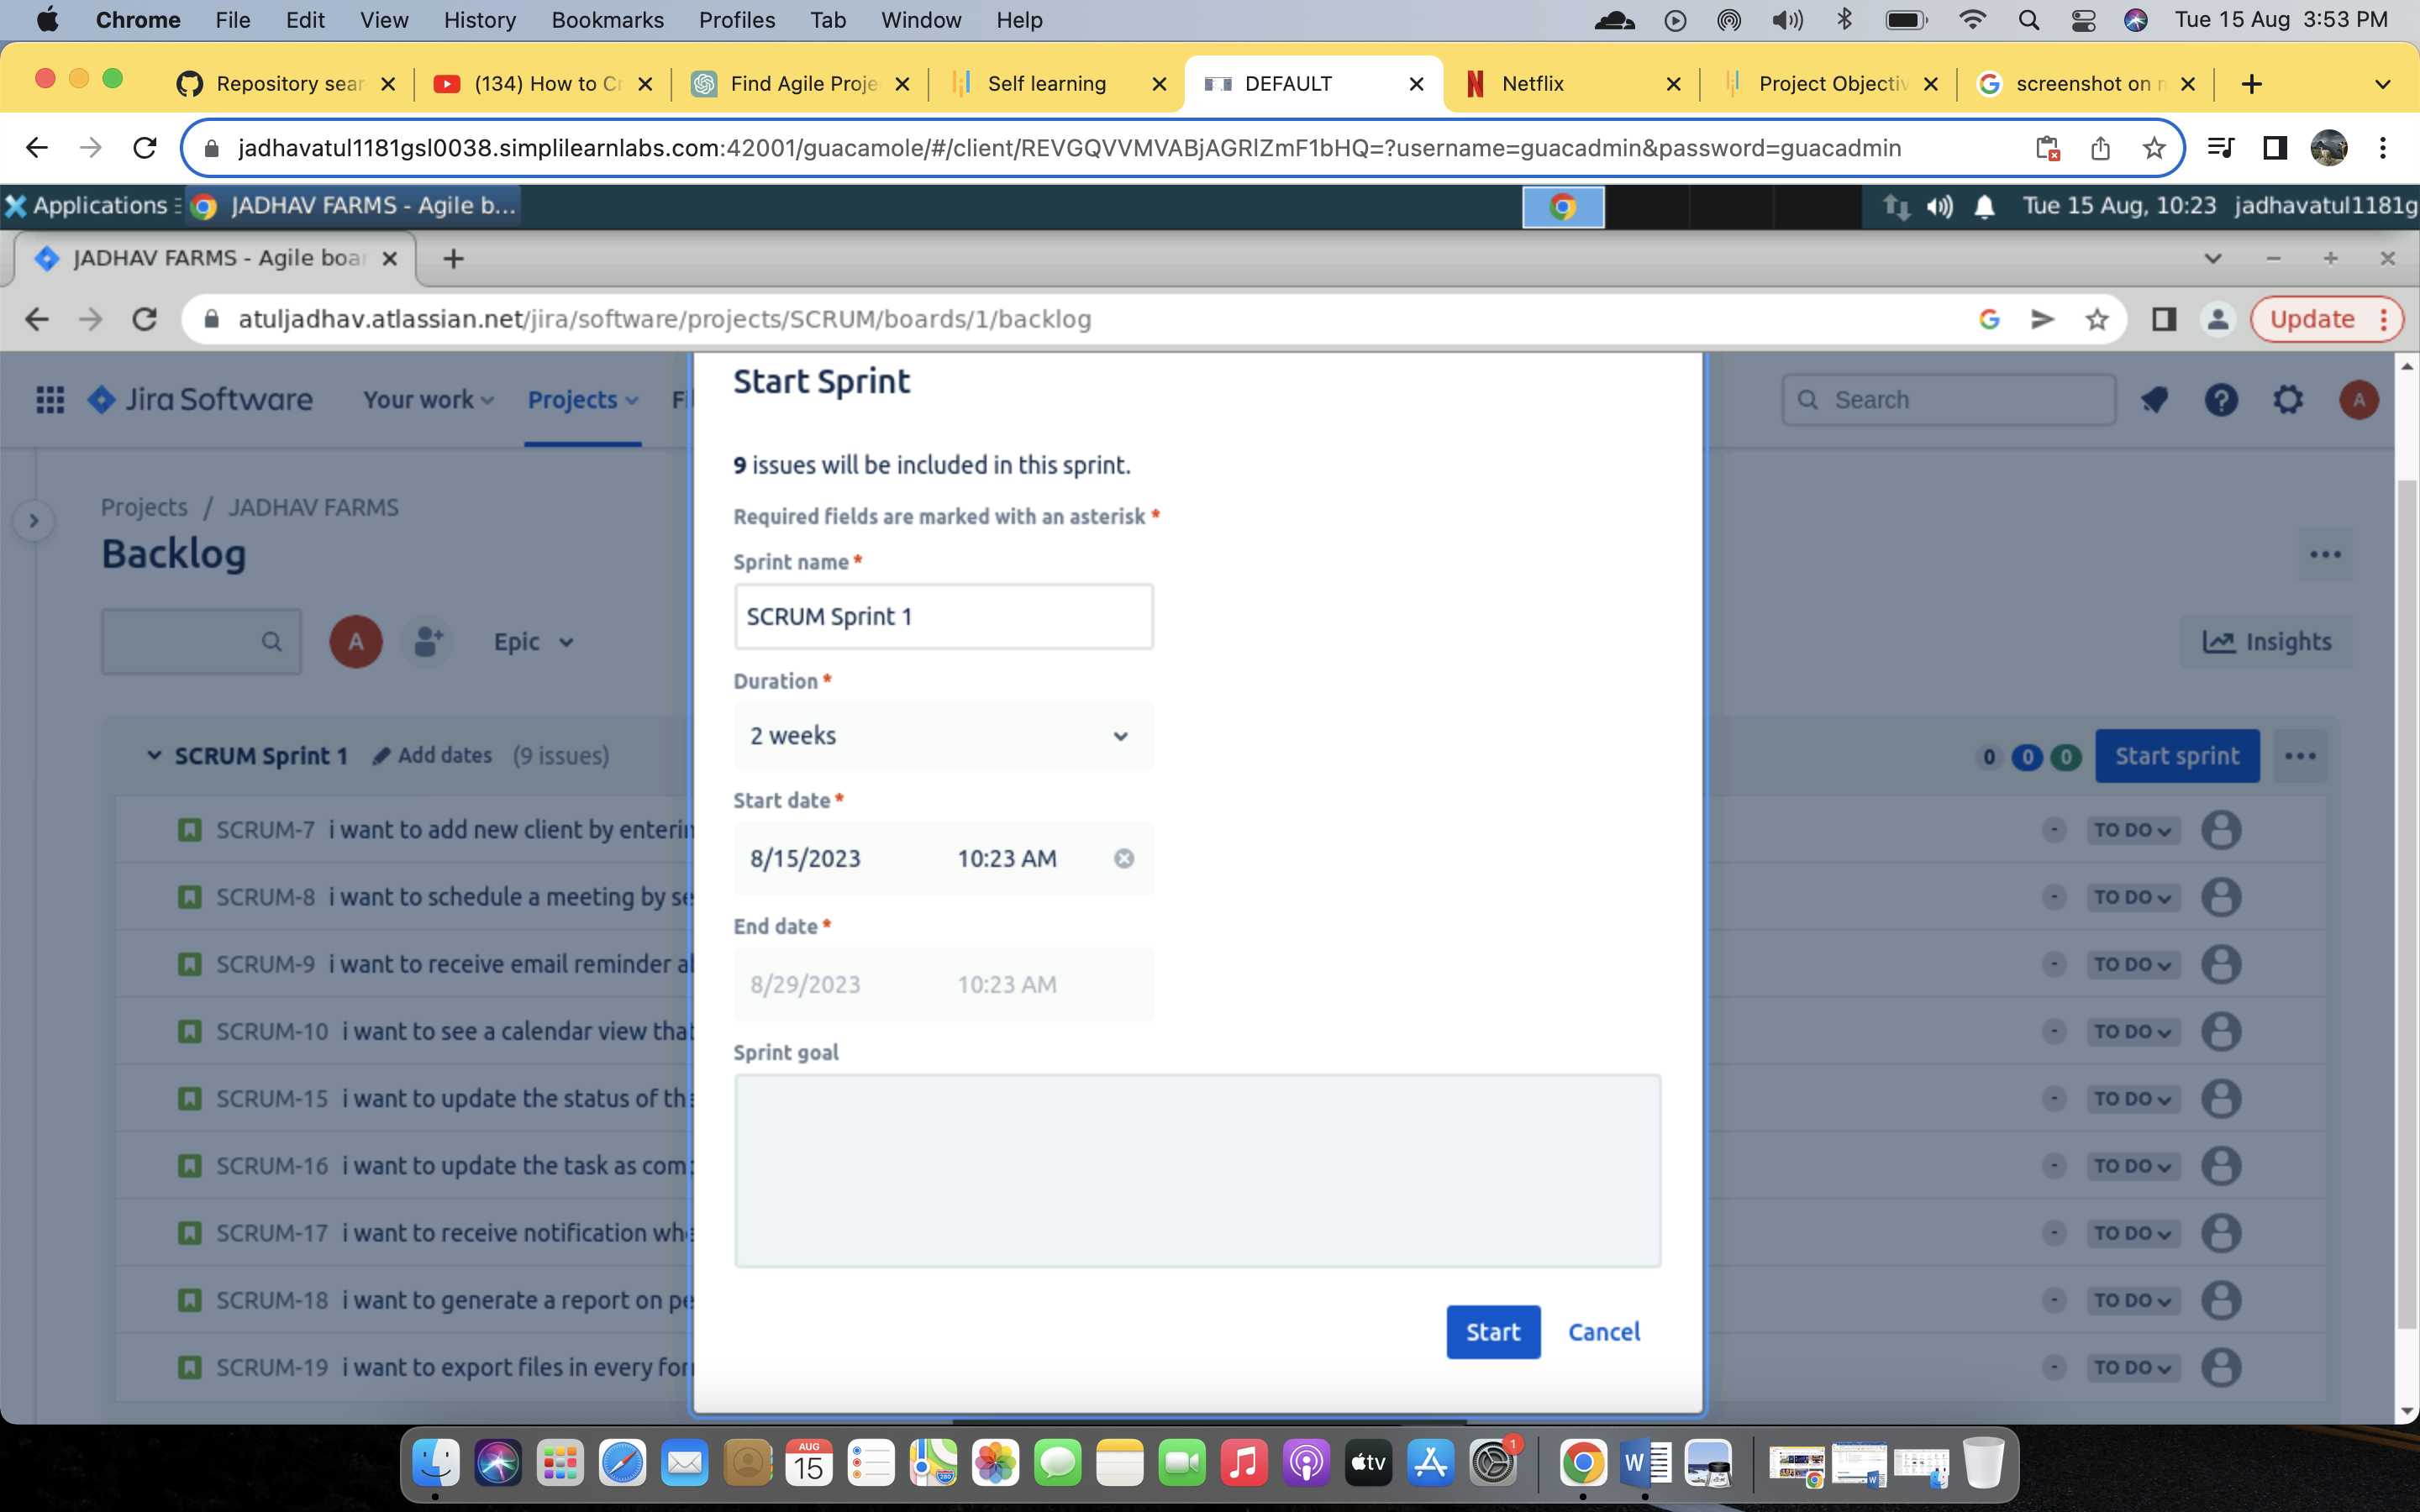 Chrome File Edit View History Bookmarks Profiles Tab Window Help Tue 15 Aug 3:53 PM
Repository sear (134) How to Cr Find Agile Proje Self learning DEFAULT Netflix Project Objectiv screenshot on m
jadhavatul1181gsl0038.simplilearnlabs.com:42001/guacamole/#/client/REVGQVVMVABjAGRlZmF1bHQ=?username=guacadmin&password=guacadmin
Applications JADHAV FARMS - Agile b... Tue 15 Aug, 10:23 jadhavatul1181g
JADHAV FARMS - Agile boar
atuljadhav.atlassian.net/jira/software/projects/SCRUM/boards/1/backlog Update
Jira Software Your work Projects Fi Search A
Start Sprint
9 issues will be included in this sprint.
Required fields are marked with an asterisk *
Projects / JADHAV FARMS
Backlog
A Epic Insights
Sprint name *
SCRUM Sprint 1
Duration *
2 weeks
Start date *
8/15/2023 10:23 AM
End date *
8/29/2023 10:23 AM
Sprint goal
Start Cancel
SCRUM Sprint 1 Add dates (9 issues) 0 0 0 Start sprint
SCRUM-7 i want to add new client by enterin - TO DO
SCRUM-8 i want to schedule a meeting by se - TO DO
SCRUM-9 i want to receive email reminder a - TO DO
SCRUM-10 i want to see a calendar view that - TO DO
SCRUM-15 i want to update the status of the - TO DO
SCRUM-16 i want to update the task as com - TO DO
SCRUM-17 i want to receive notification whe - TO DO
SCRUM-18 i want to generate a report on pe - TO DO
SCRUM-19 i want to export files in every for - TO DO
AUG
15
280
tv
1
W